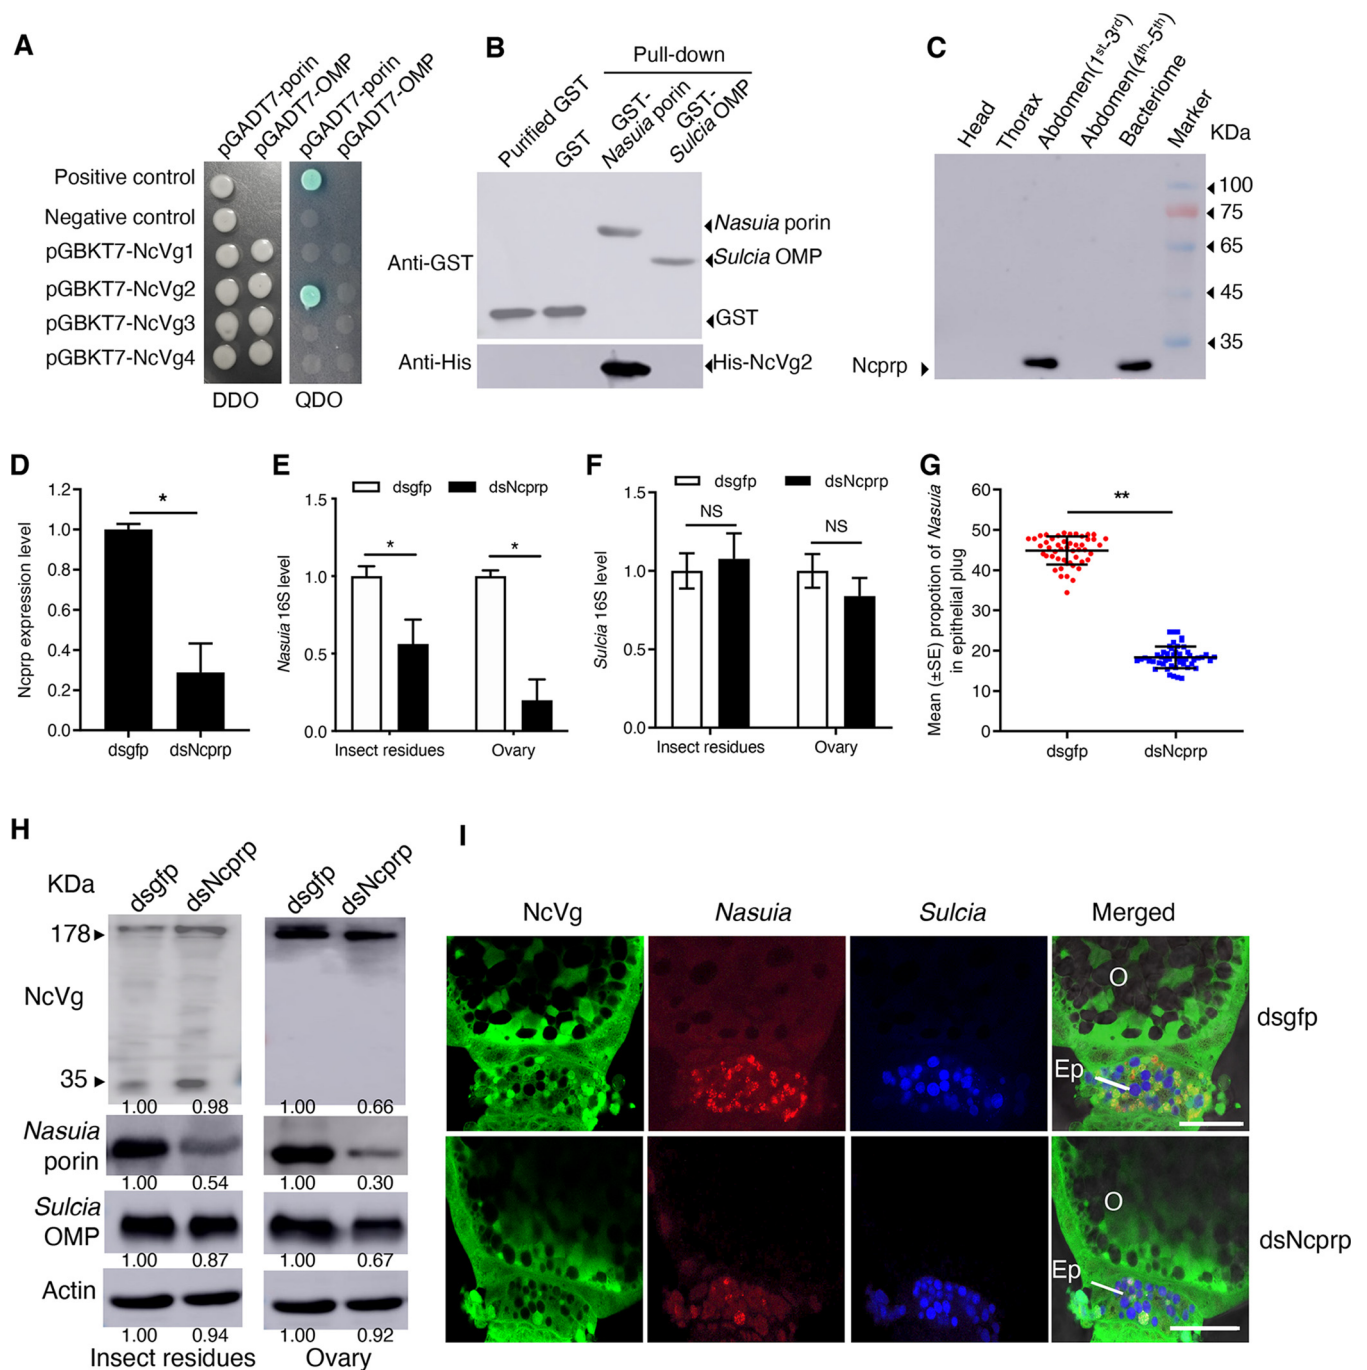 A
pGADT7-porin
pGADT7-OMP
pGADT7-porin
pGADT7-OMP
Positive control
Negative control
pGBKT7-NcVg1
pGBKT7-NcVg2
pGBKT7-NcVg3
pGBKT7-NcVg4
DDO
QDO
B
Pull-down
Purified GST
GST
GST-
Nasuia porin
GST-
Sulcia OMP
Anti-GST
Nasuia porin
Sulcia OMP
GST
Anti-His
His-NcVg2
C
Head
Thorax
Abdomen(1st-3rd)
Abdomen(4th-5th)
Bacteriome
Marker
KDa
100
75
65
45
35
Ncprp
D
Ncprp expression level
1.2
1.0
0.8
0.6
0.4
0.2
0.0
*
dsgfp
dsNcprp
E
dsgfp
dsNcprp
Nasuia 16S level
1.5
1.0
0.5
0.0
*
*
Insect residues
Ovary
F
dsgfp
dsNcprp
Sulcia 16S level
1.5
1.0
0.5
0.0
NS
NS
Insect residues
Ovary
G
Mean (±SE) propotion of Nasuia
in epithelial plug
60
50
40
30
20
10
0
**
dsgfp
dsNcprp
H
KDa
dsgfp
dsNcprp
dsgfp
dsNcprp
178
NcVg
35
1.00 0.98 1.00 0.66
Nasuia
porin
1.00 0.54 1.00 0.30
Sulcia
OMP
1.00 0.87 1.00 0.67
Actin
1.00 0.94 1.00 0.92
Insect residues
Ovary
I
NcVg
Nasuia
Sulcia
Merged
O
Ep
dsgfp
O
Ep
dsNcprp